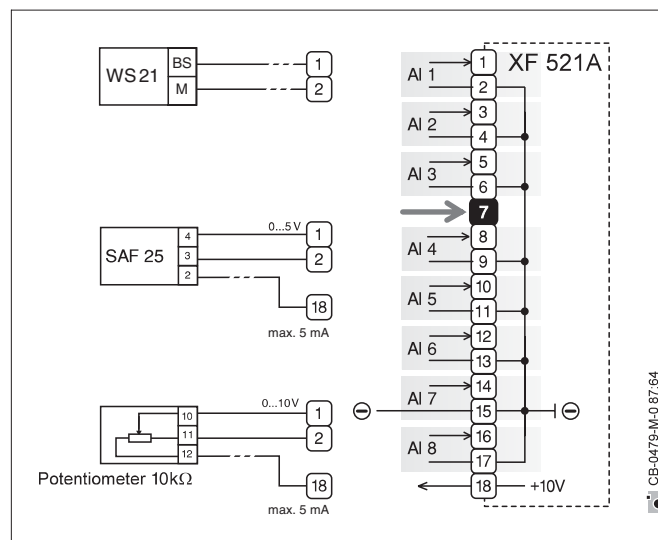 WS 21
BS
M
1
2
SAF 25
4
3
2
0...5 V
1
2
18
max. 5 mA
10
11
12
0...10 V
1
2
18
Potentiometer 10kΩ
max. 5 mA
XF 521A
AI 1
1
2
AI 2
3
4
AI 3
5
6
7
AI 4
8
9
AI 5
10
11
AI 6
12
13
AI 7
14
15
AI 8
16
17
18
+10V
CB-0479-M-0 87:64